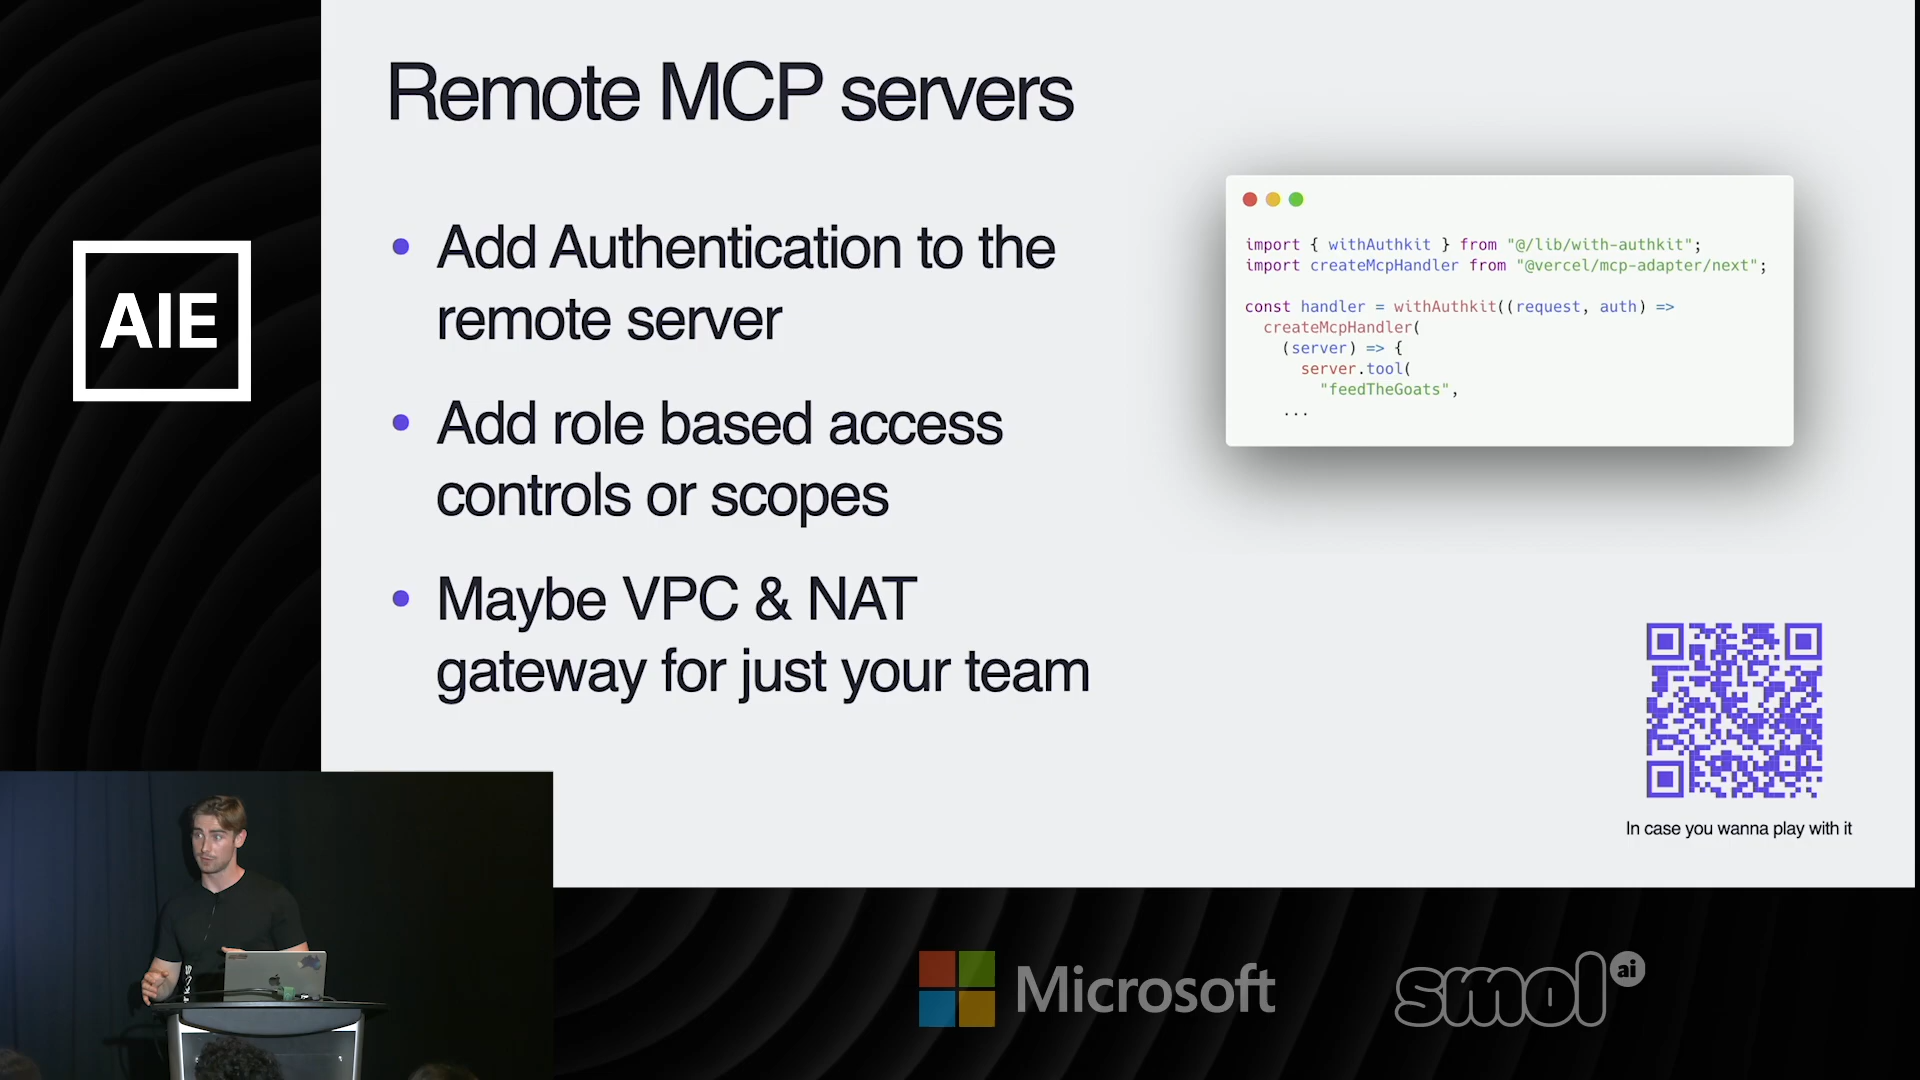 Remote MCP servers
AIE
• Add Authentication to the
remote server
• Add role based access
controls or scopes
• Maybe VPC & NAT
gateway for just your team
import { withAuthkit } from "@/lib/with-authkit";
import createMcpHandler from "@vercel/mcp-adapter/next";
const handler = withAuthkit((request, auth) =>
createMcpHandler(
(server) => {
server.tool(
"feedTheGoats",
...
In case you wanna play with it
Microsoft
smol ai